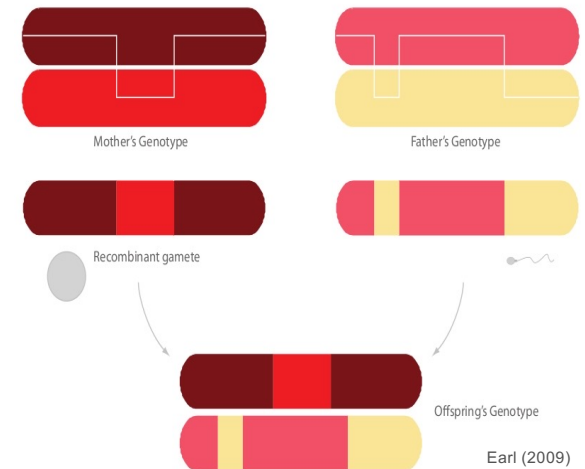 Mother's Genotype
Father's Genotype
Recombinant gamete
Offspring's Genotype
Earl (2009)